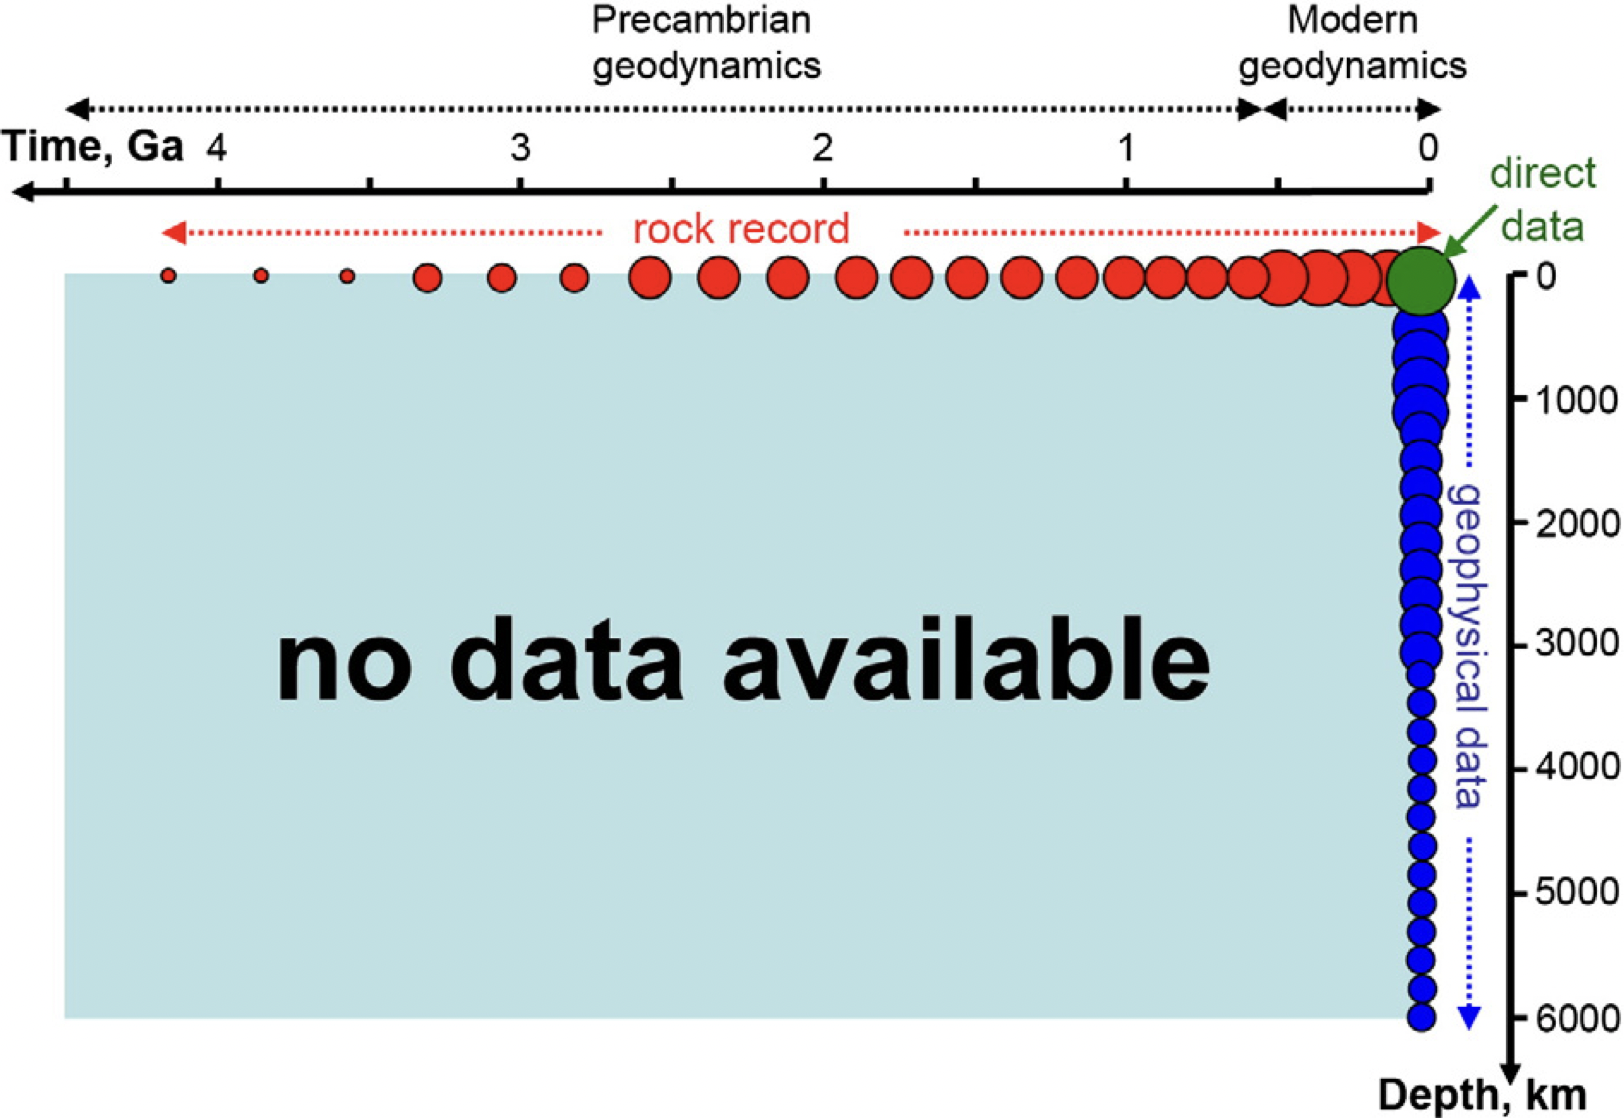 Precambrian
geodynamics
Modern
geodynamics
Time, Ga 4 3 2 1 0
direct
data
rock record
0
1000
2000
3000
4000
5000
6000
geophysical data
no data available
Depth, km